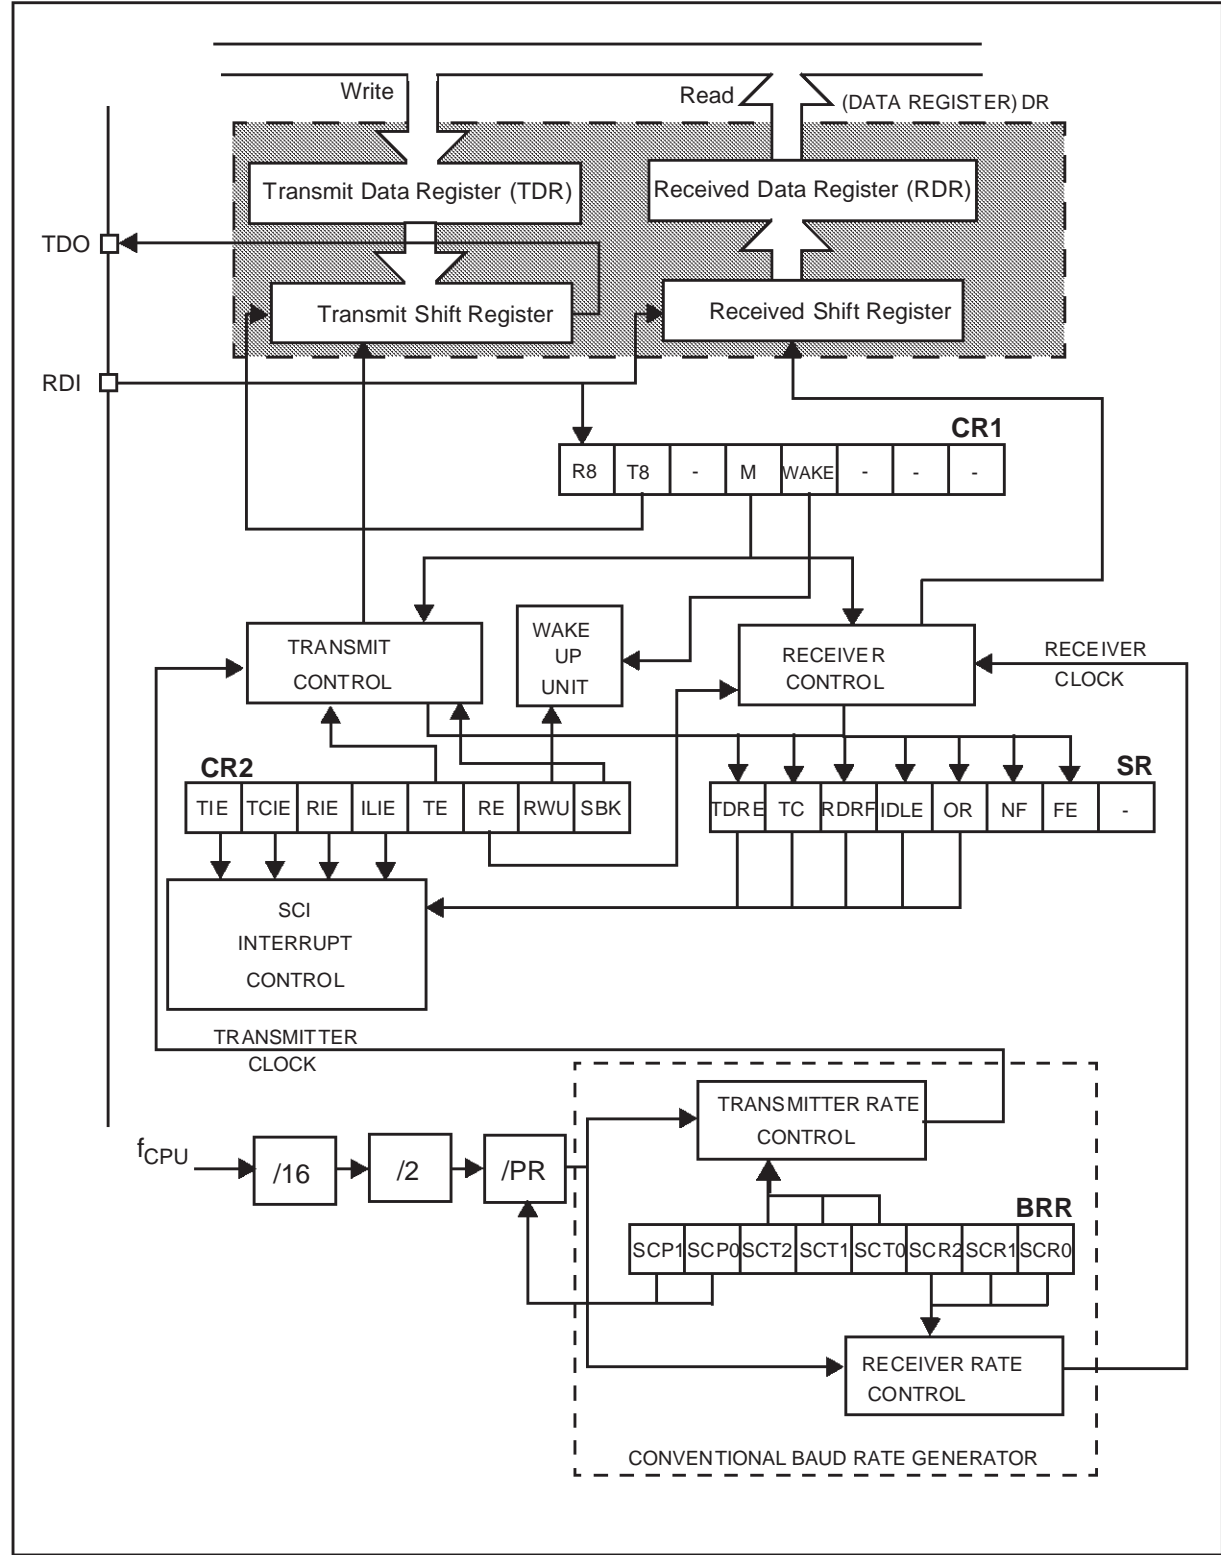 Write
Read
(DATA REGISTER) DR
Transmit Data Register (TDR)
Received Data Register (RDR)
TDO
Transmit Shift Register
Received Shift Register
RDI
CR1
R8 T8 - M WAKE - - -
TRANSMIT
CONTROL
WAKE
UP
UNIT
RECEIVER
CONTROL
RECEIVER
CLOCK
CR2
TIE TCIE RIE ILIE TE RE RWU SBK
SR
TDRE TC RDRF IDLE OR NF FE -
SCI
INTERRUPT
CONTROL
TRANSMITTER
CLOCK
TRANSMITTER RATE
CONTROL
fCPU
/16
/2
/PR
BRR
SCP1 SCP0 SCT2 SCT1 SCT0 SCR2 SCR1 SCR0
RECEIVER RATE
CONTROL
CONVENTIONAL BAUD RATE GENERATOR